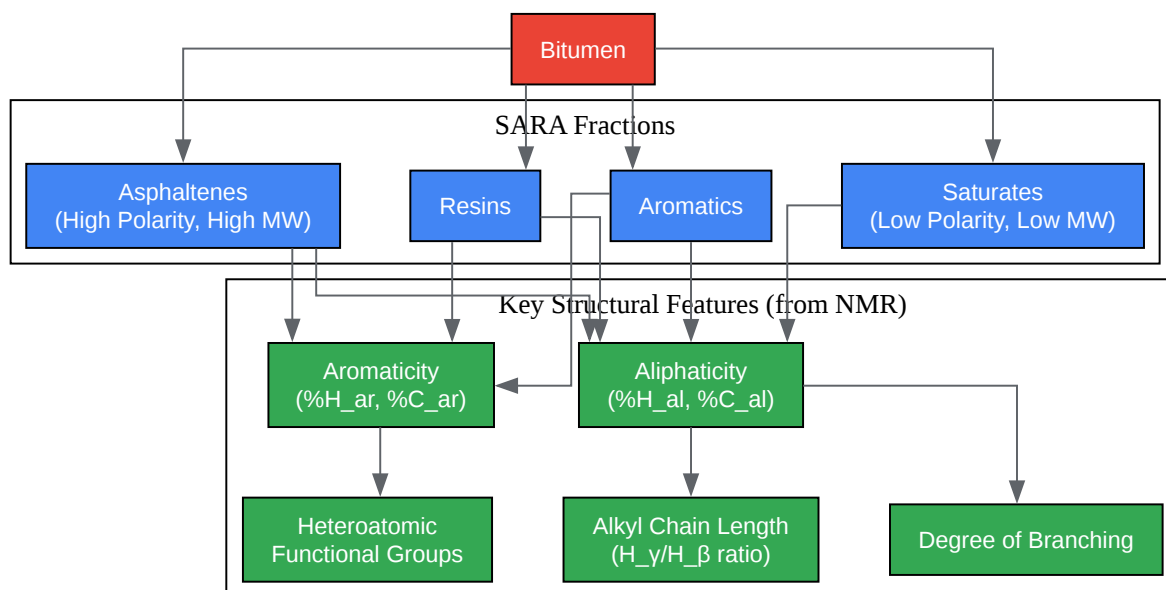 Bitumen
SARA Fractions
Asphaltenes
(High Polarity, High MW)
Resins
Aromatics
Saturates
(Low Polarity, Low MW)
Key Structural Features (from NMR)
Aromaticity
(%H_ar, %C_ar)
Aliphaticity
(%H_al, %C_al)
Heteroatomic
Functional Groups
Alkyl Chain Length
(H_γ/H_β ratio)
Degree of Branching